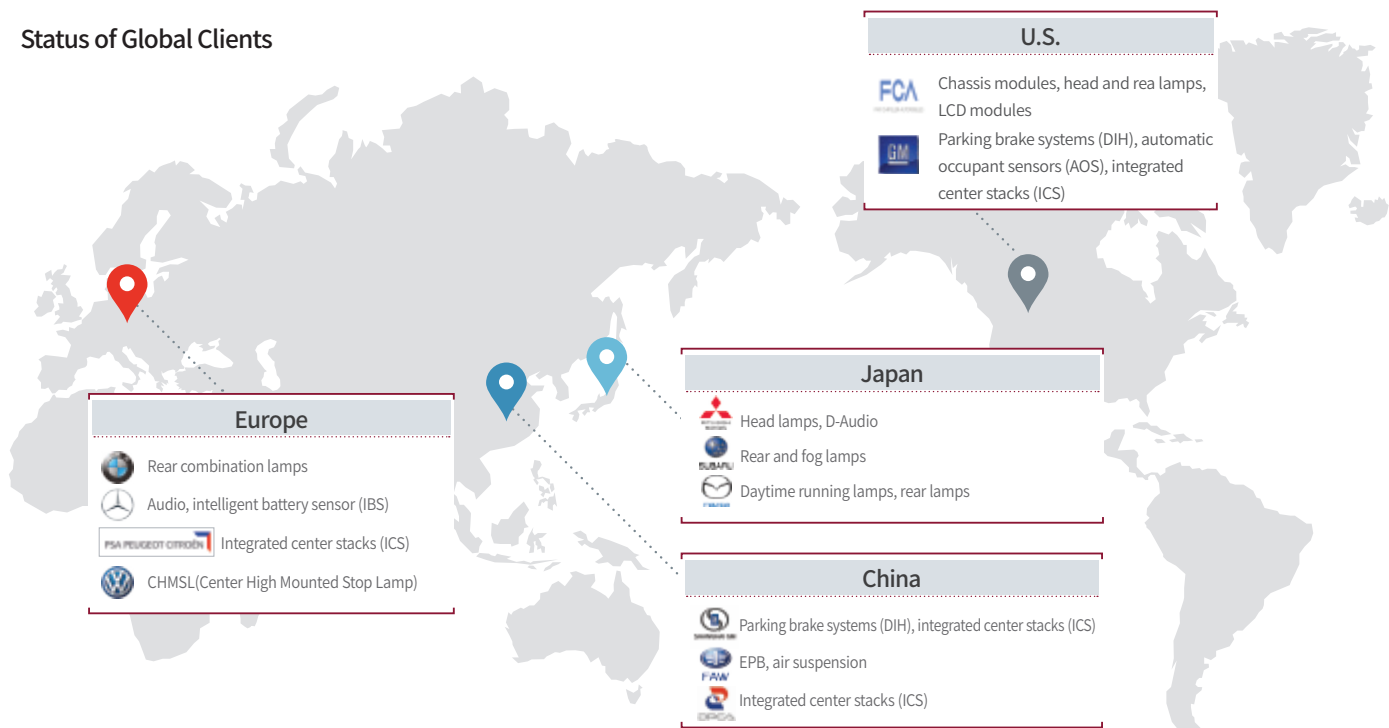 Status of Global Clients
U.S.
FCA
Chassis modules, head and rea lamps,
LCD modules
GM
Parking brake systems (DIH), automatic
occupant sensors (AOS), integrated
center stacks (ICS)
Europe
Rear combination lamps
Audio, intelligent battery sensor (IBS)
PSA PEUGEOT CITROËN
Integrated center stacks (ICS)
CHMSL(Center High Mounted Stop Lamp)
Japan
Head lamps, D-Audio
SUBARU
Rear and fog lamps
Daytime running lamps, rear lamps
China
Parking brake systems (DIH), integrated center stacks (ICS)
EPB, air suspension
FAW
Integrated center stacks (ICS)